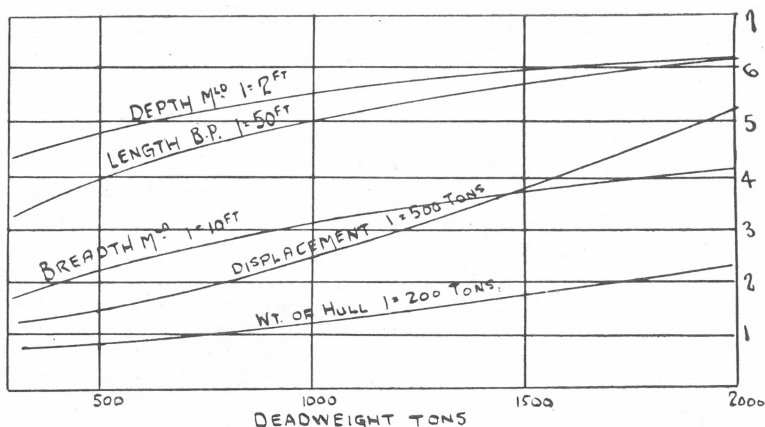 7
6
5
4
3
2
1
DEPTH MLD 1=2FT
LENGTH B.P. 1=50FT
BREADTH MLD 1=10FT
DISPLACEMENT 1=500 TONS
WT. OF HULL 1=200 TONS.
500 1000 1500 2000
DEADWEIGHT TONS